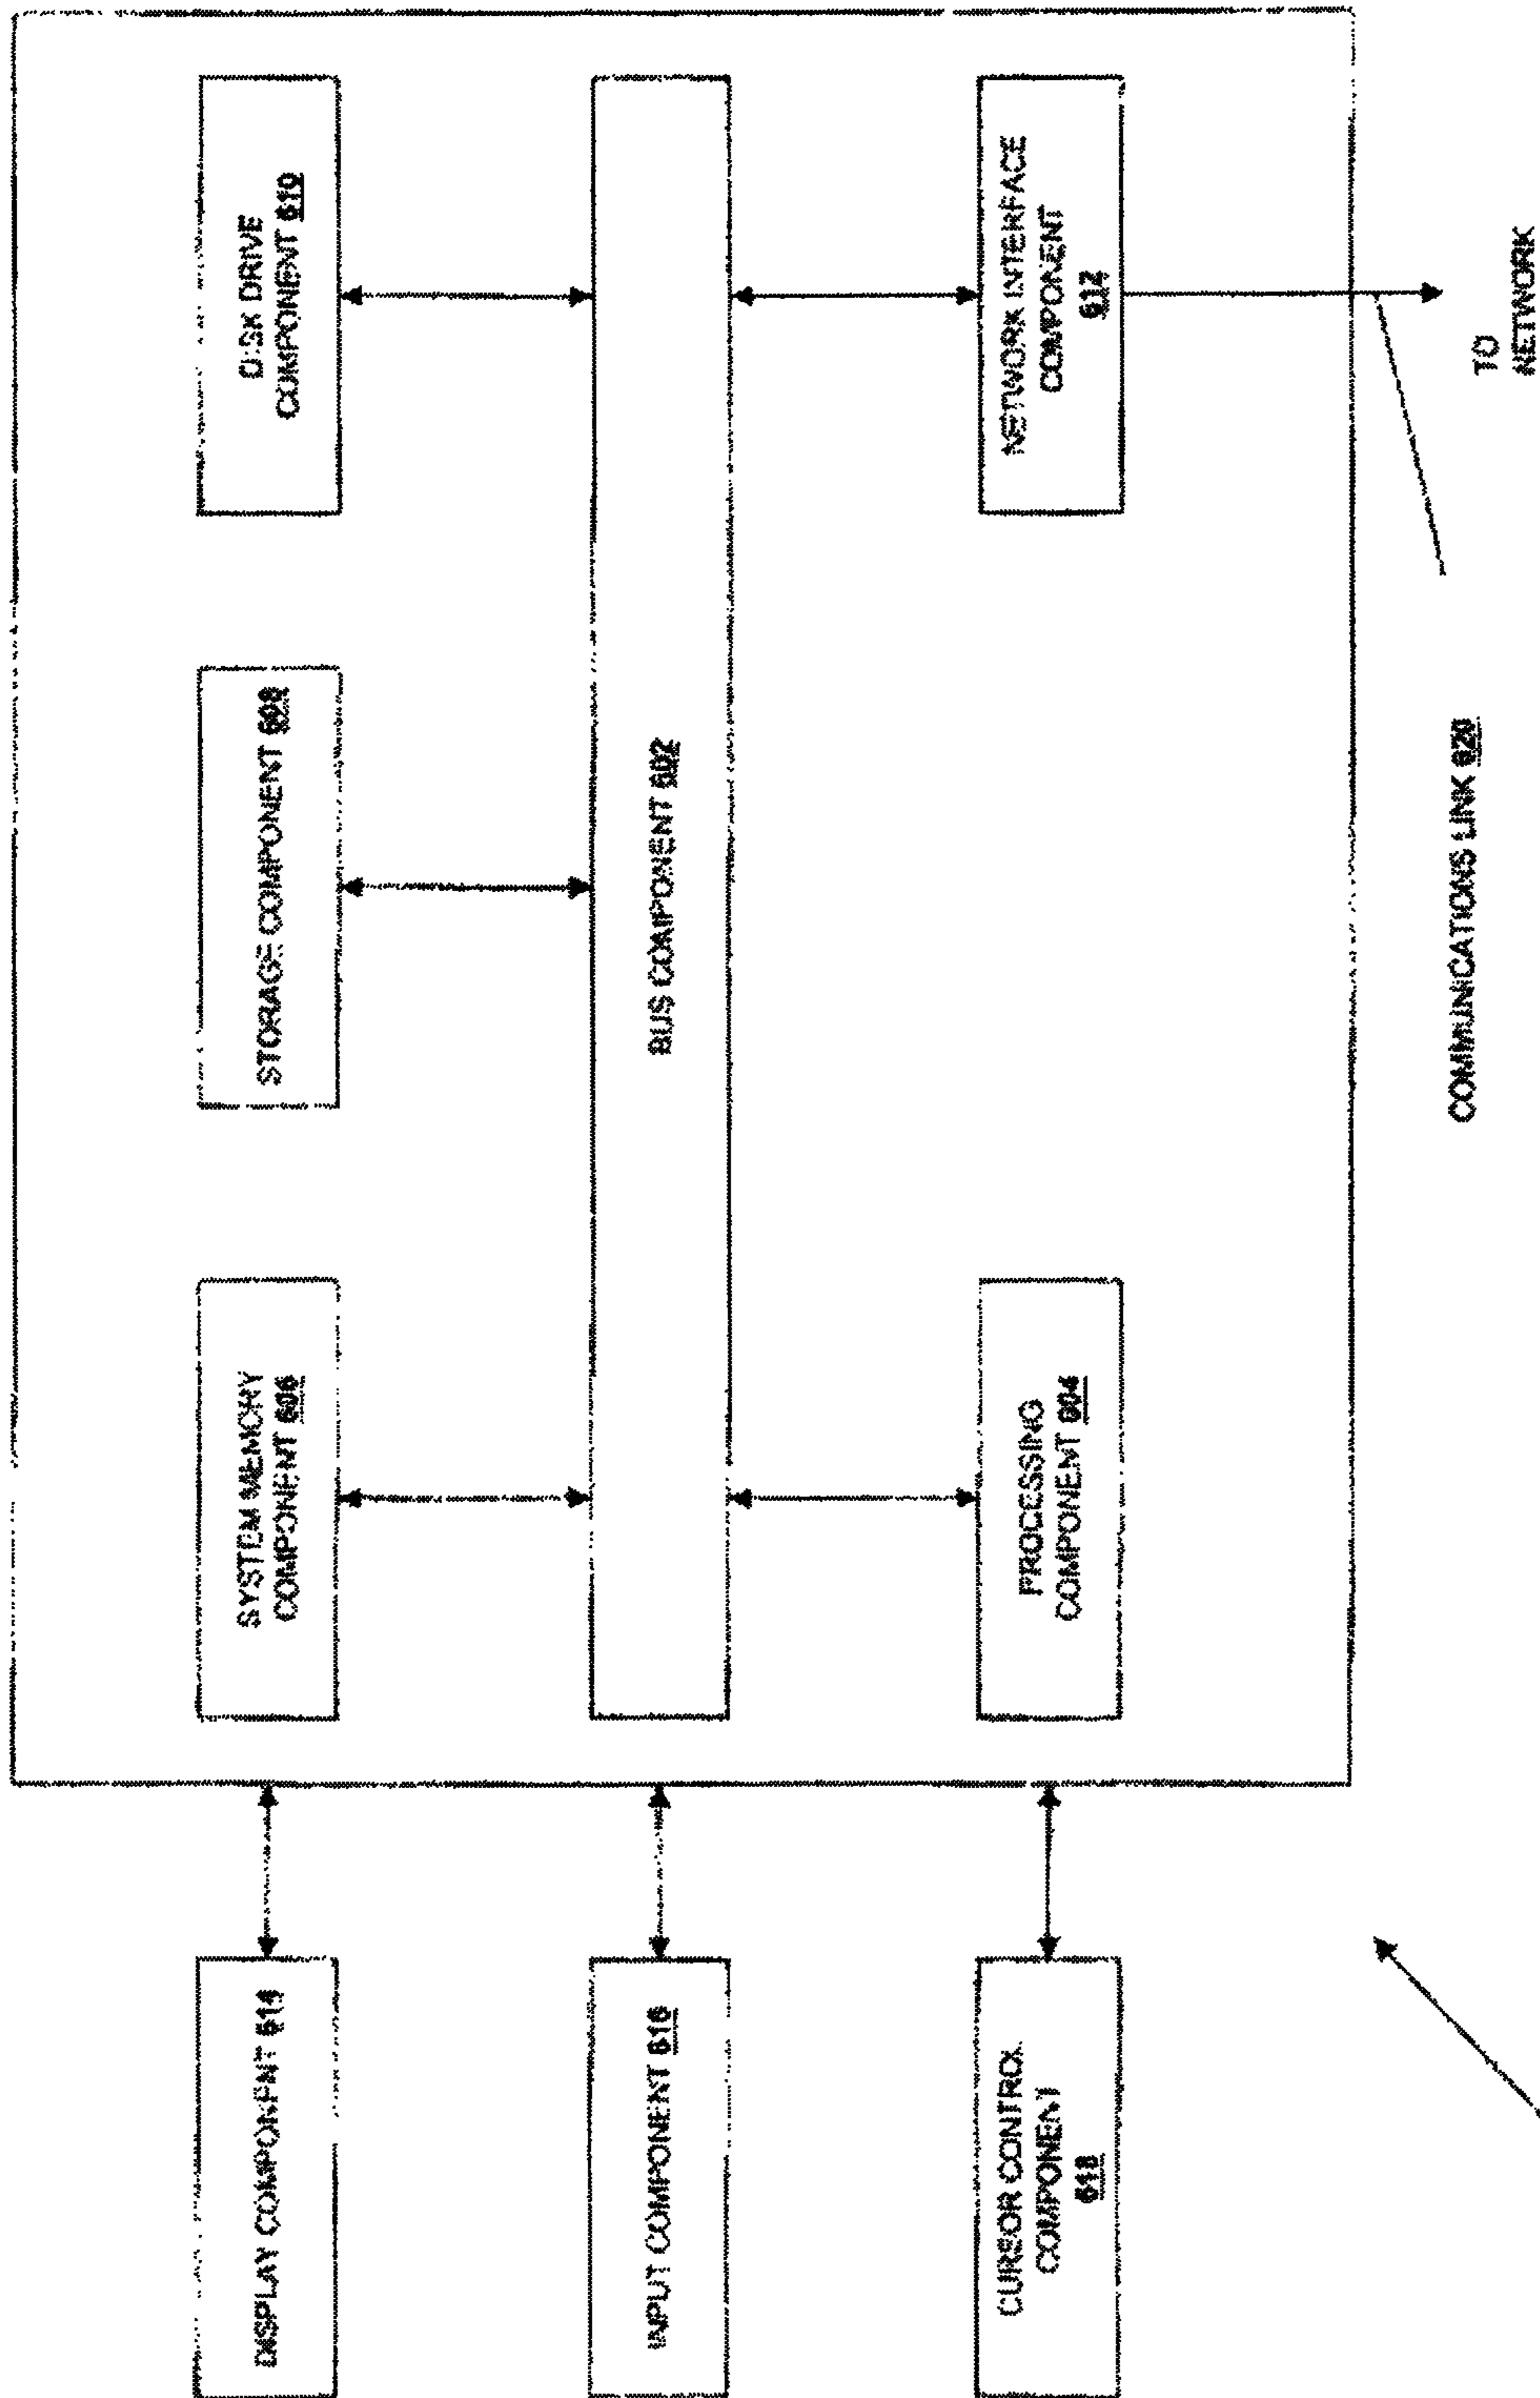 DISPLAY COMPONENT 614
SYSTEM MEMORY
COMPONENT 606
STORAGE COMPONENT 608
DISK DRIVE
COMPONENT 610
INPUT COMPONENT 616
BUS COMPONENT 602
CURSOR CONTROL
COMPONENT
618
PROCESSING
COMPONENT 604
NETWORK INTERFACE
COMPONENT
612
COMMUNICATIONS LINK 620
TO
NETWORK